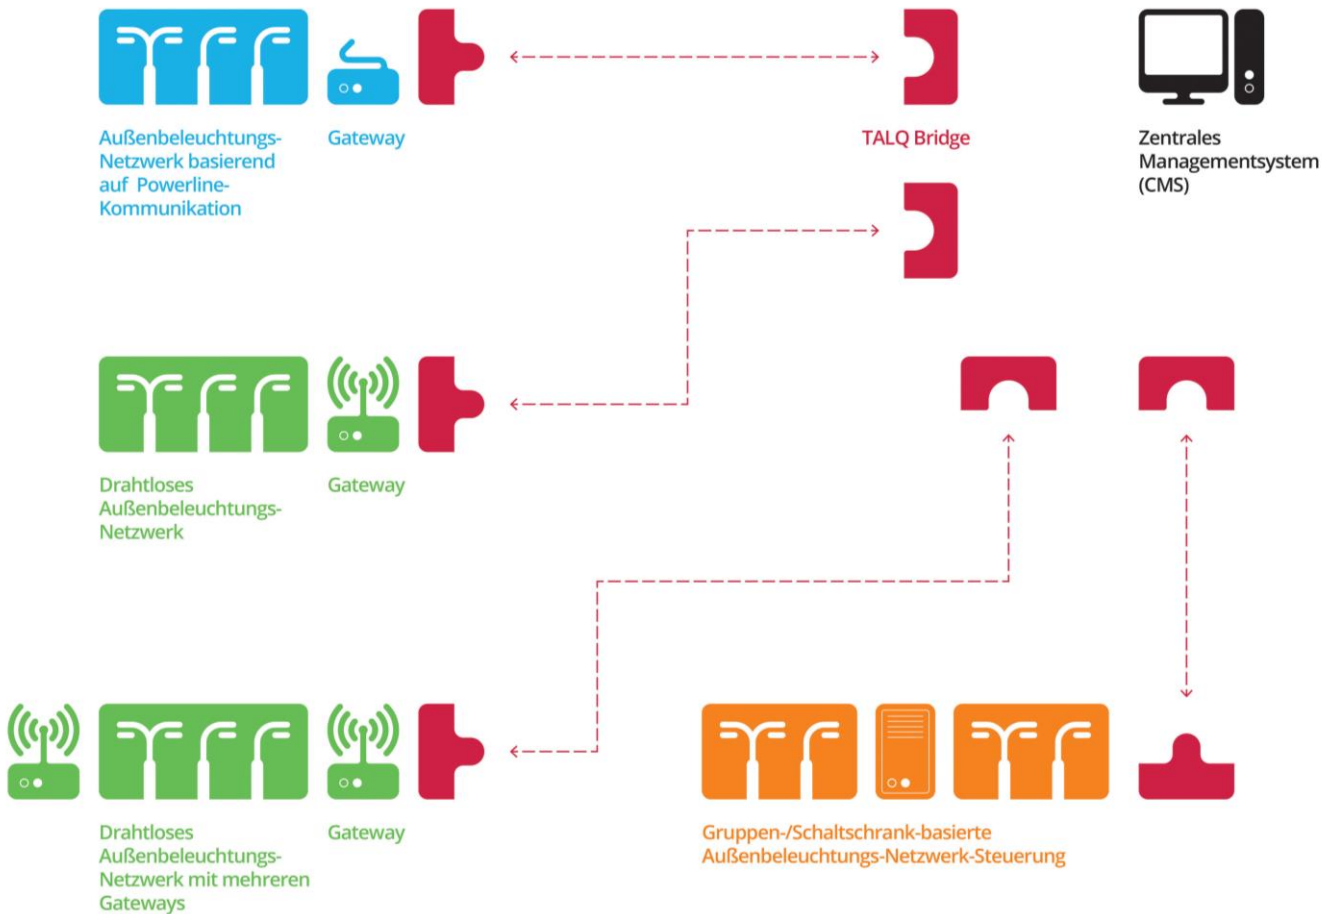 Außenbeleuchtungs-
Netzwerk basierend
auf Powerline-
Kommunikation
Gateway
TALQ Bridge
Zentrales
Managementsystem
(CMS)
Drahtloses
Außenbeleuchtungs-
Netzwerk
Gateway
Drahtloses
Außenbeleuchtungs-
Netzwerk mit mehreren
Gateways
Gateway
Gruppen-/Schaltschrank-basierte
Außenbeleuchtungs-Netzwerk-Steuerung